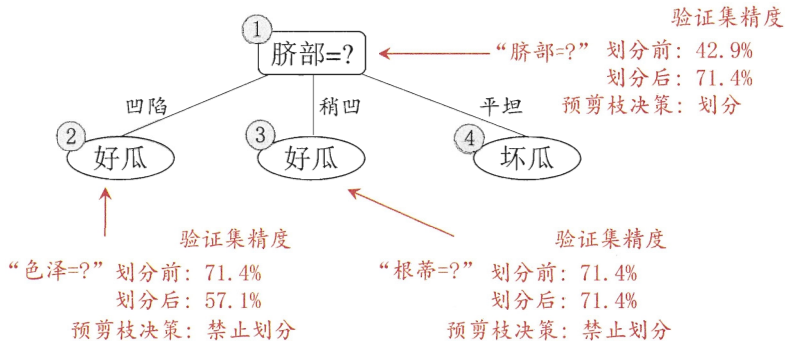 验证集精度
①
脐部=?
“脐部=?” 划分前: 42.9%
划分后: 71.4%
预剪枝决策: 划分
凹陷
稍凹
平坦
②
好瓜
③
好瓜
④
坏瓜
验证集精度
“色泽=?” 划分前: 71.4%
划分后: 57.1%
预剪枝决策: 禁止划分
验证集精度
“根蒂=?” 划分前: 71.4%
划分后: 71.4%
预剪枝决策: 禁止划分